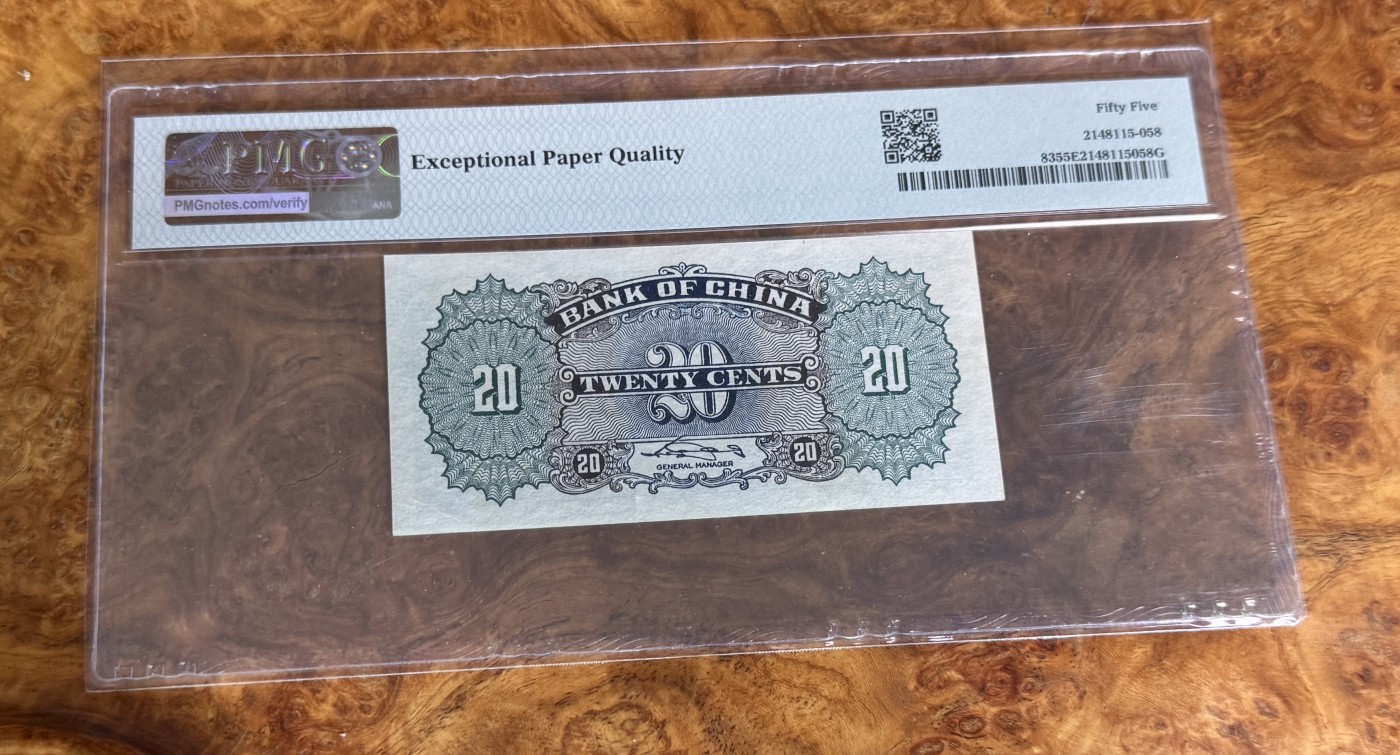 PMG
PMGnotes.com/verify
ANA
Exceptional Paper Quality
Fifty Five
2148115-058
8355E2148115058G
BANK OF CHINA
20
20
TWENTY CENTS
20
20
20
GENERAL MANAGER